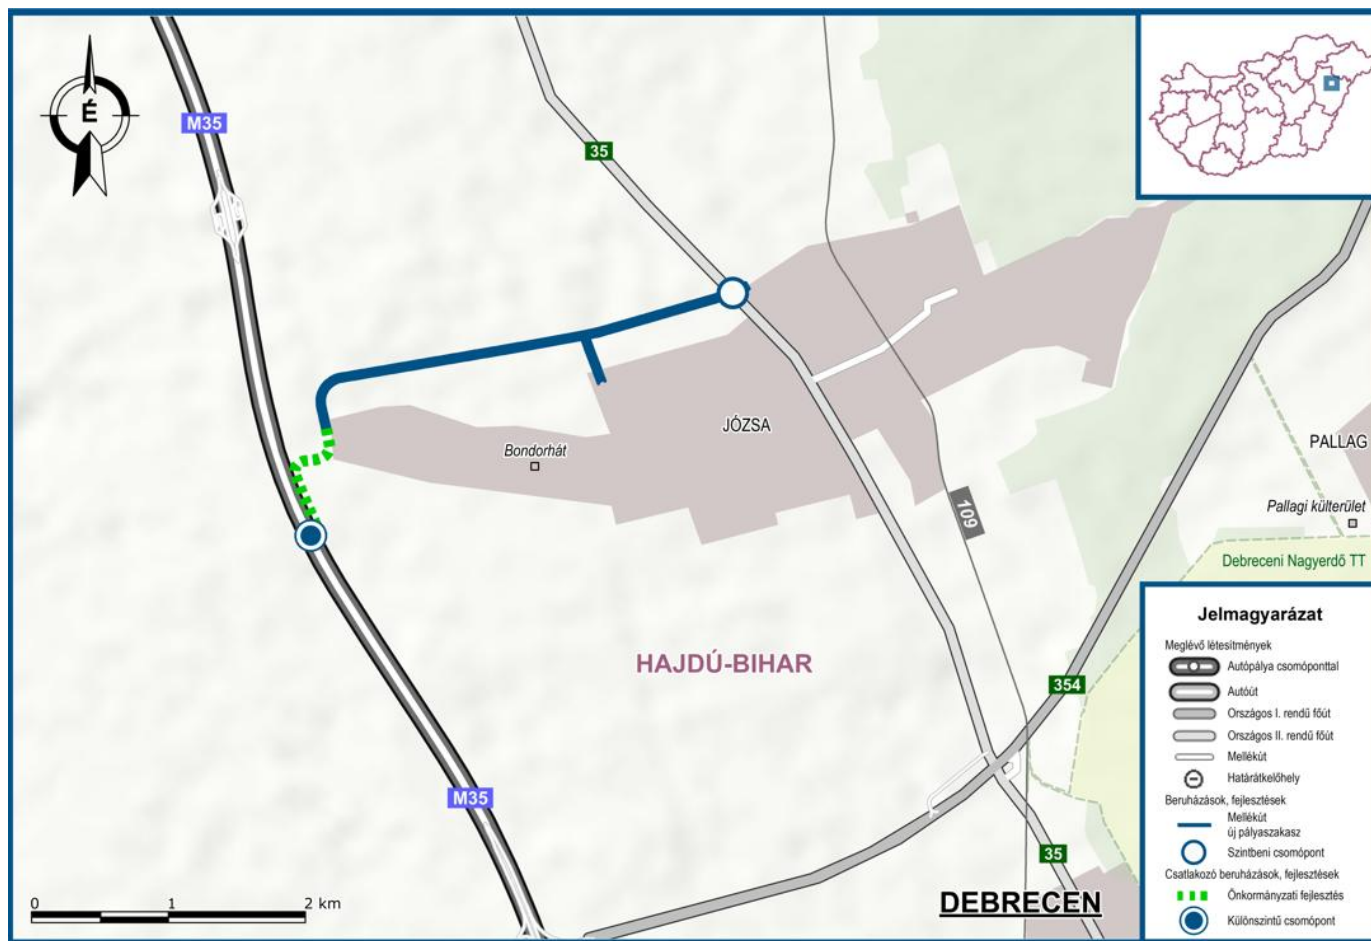 É
M35
35
JÓZSA
Bondorhát
109
PALLAG
Pallagi külterület
Debreceni Nagyerdő TT
HAJDÚ-BIHAR
354
M35
35
DEBRECEN
0 1 2 km
Jelmagyarázat
Meglévő létesítmények
Autópálya csomóponttal
Autóút
Országos I. rendű főút
Országos II. rendű főút
Mellékút
Határátkelőhely
Beruházások, fejlesztések
Mellékút
új pályaszakasz
Szintbeni csomópont
Csatlakozó beruházások, fejlesztések
Önkormányzati fejlesztés
Különszintű csomópont